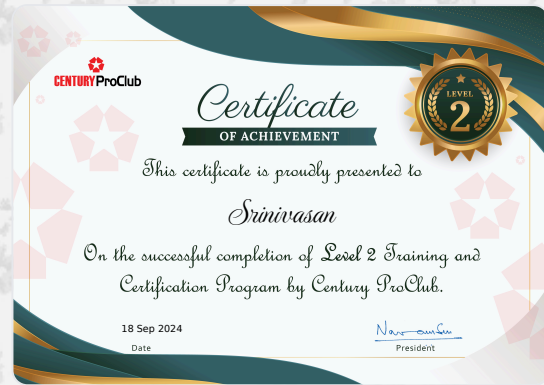 CENTURY ProClub
Certificate
OF ACHIEVEMENT
LEVEL
2
This certificate is proudly presented to
Srinivasan
On the successful completion of Level 2 Training and
Certification Program by Century ProClub.
18 Sep 2024
Date
President